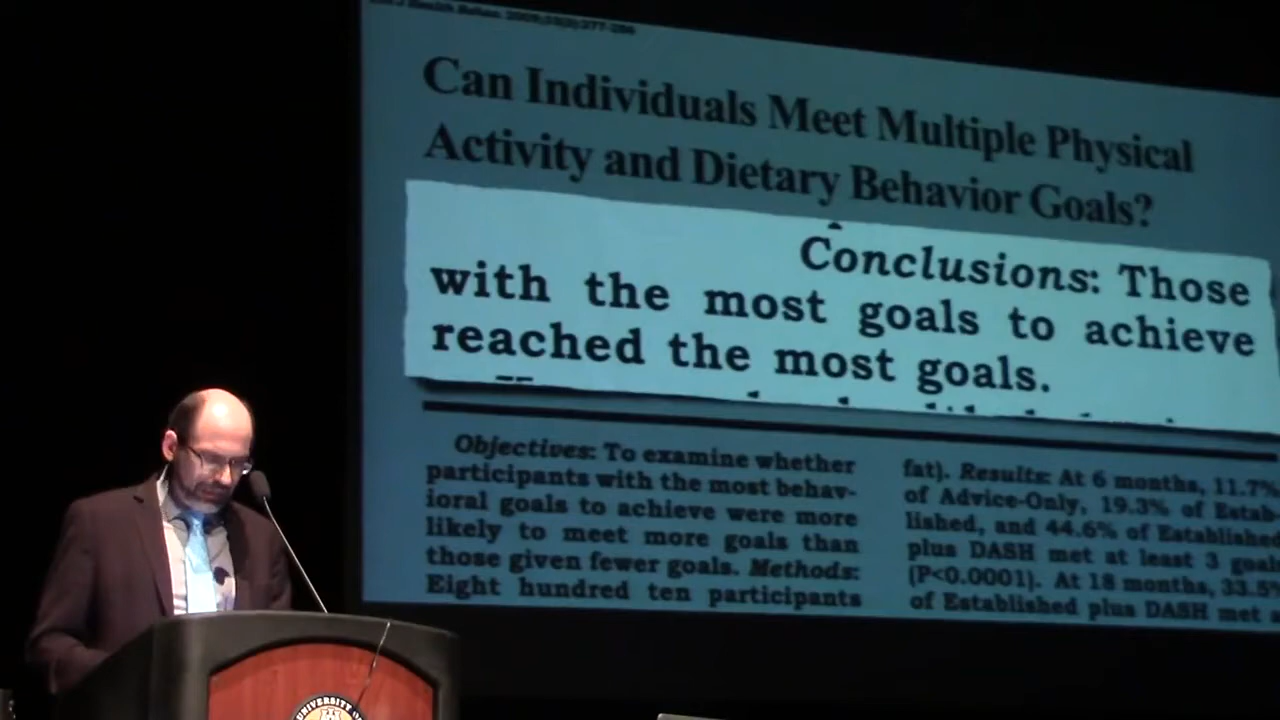 Can Individuals Meet Multiple Physical
Activity and Dietary Behavior Goals?
Conclusions: Those
with the most goals to achieve
reached the most goals.
Objectives: To examine whether
participants with the most behav-
ioral goals to achieve were more
likely to meet more goals than
those given fewer goals. Methods:
Eight hundred ten participants
fat). Results: At 6 months, 11.7%
of Advice-Only, 19.3% of Estab-
lished, and 44.6% of Established
plus DASH met at least 3 goals
(P<0.0001). At 18 months, 33.5%
of Established plus DASH met
UNIVERSITY OF